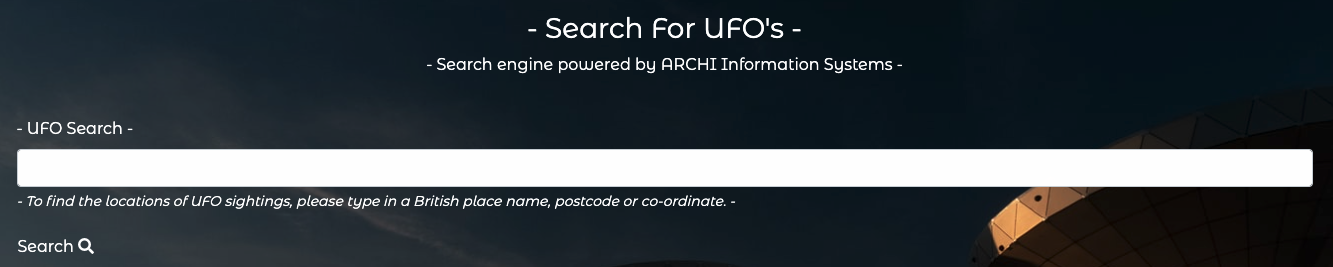 - Search For UFO's -
- Search engine powered by ARCHI Information Systems -
- UFO Search -
- To find the locations of UFO sightings, please type in a British place name, postcode or co-ordinate. -
Search